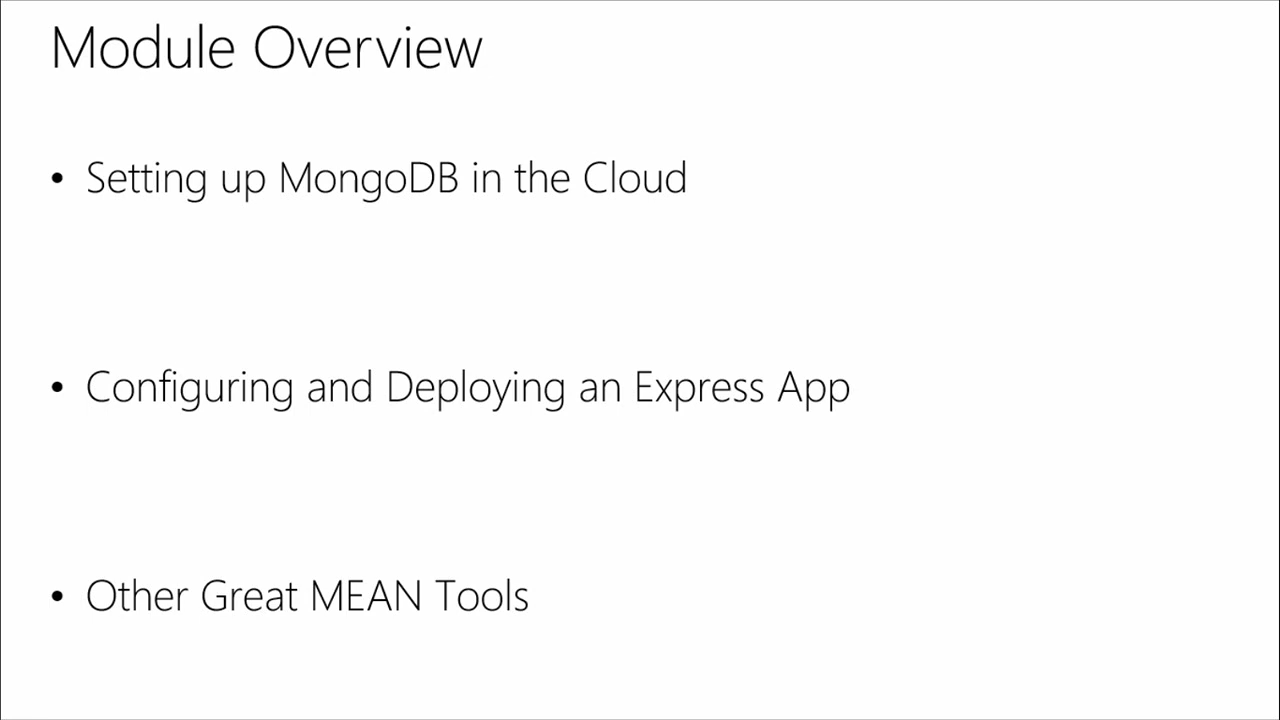 Module Overview
• Setting up MongoDB in the Cloud
• Configuring and Deploying an Express App
• Other Great MEAN Tools